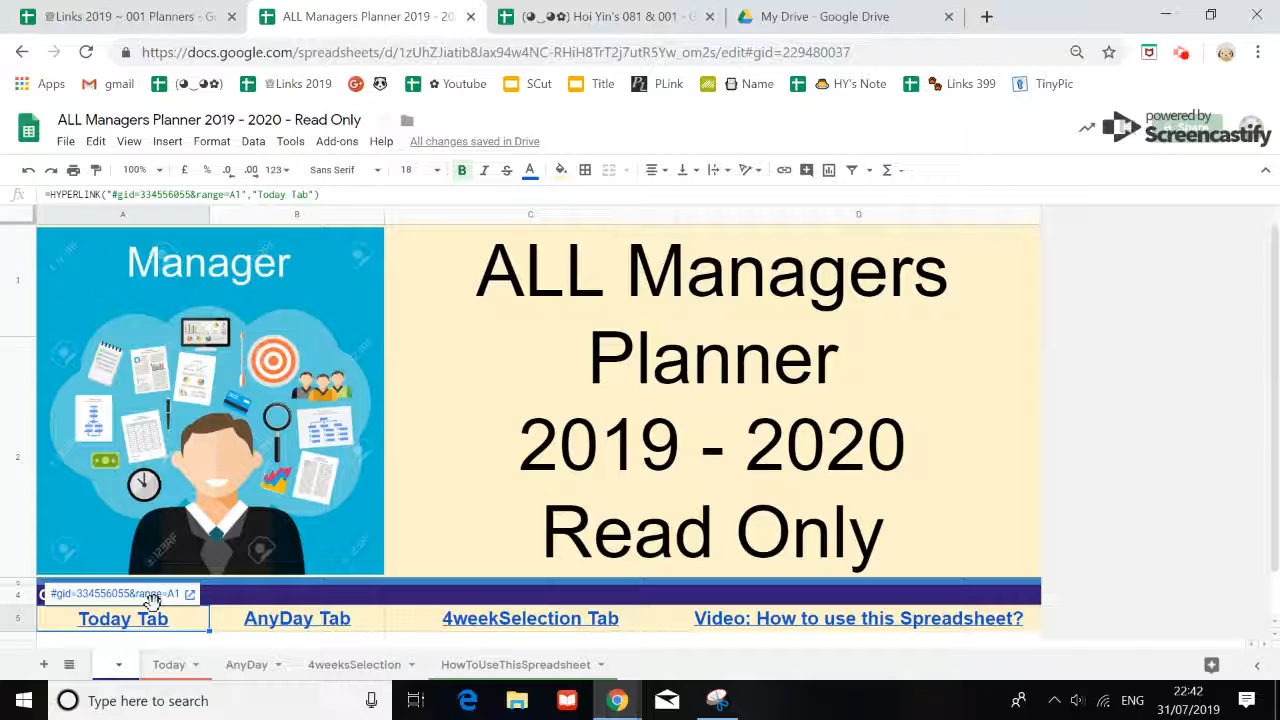 ALL Managers Planner 2019 - 20
(◕‿◕✿) Hoi Yin's 081 & 001 - G
My Drive - Google Drive
https://docs.google.com/spreadsheets/d/1zUhZJiatib8Jax94w4NC-RHiH8TrT2j7utR5Yw_om2s/edit#gid=229480037
Apps
gmail
(◕‿◕✿)
Links 2019
✿ Youtube
SCut
Title
PLink
Name
HY's Note
Links 399
TinyPic
ALL Managers Planner 2019 - 2020 - Read Only
powered by
Screencastify
File Edit View Insert Format Data Tools Add-ons Help All changes saved in Drive
100% £ % .0 .00 123 Sans Serif 18 B I S A
fx =HYPERLINK("#gid=334556055&range=A1","Today Tab")
A B C D
1
Manager
ALL Managers
Planner
2019 - 2020
Read Only
2
123RF
3
4
#gid=334556055&range=A1
5
Today Tab
AnyDay Tab
4weekSelection Tab
Video: How to use this Spreadsheet?
Today
AnyDay
4weeksSelection
HowToUseThisSpreadsheet
Type here to search
ENG
22:42
31/07/2019